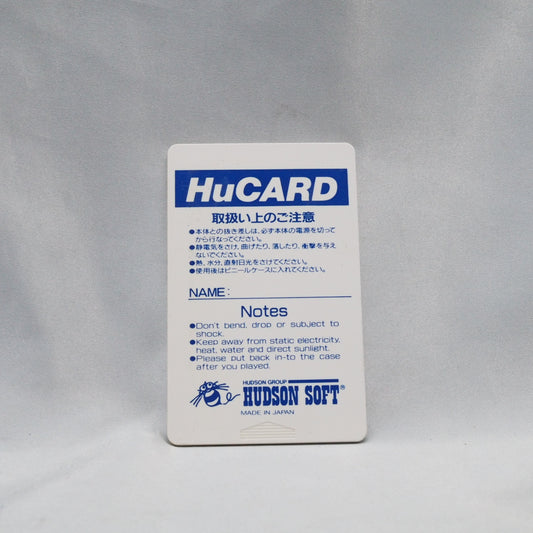 HuCARD
取扱い上のご注意
●本体との抜き差しは、必ず本体の電源を切って
から行なってください。
●静電気をさけ、曲げたり、落したり、衝撃を与え
ないでください。
●熱、水分、直射日光をさけてください。
●使用後はビニールケースに入れてください。
NAME:
Notes
●Don't bend, drop or subject to
shock.
●Keep away from static electricity,
heat, water and direct sunlight.
●Please put back in-to the case
after you played.
HUDSON GROUP
HUDSON SOFT®
MADE IN JAPAN